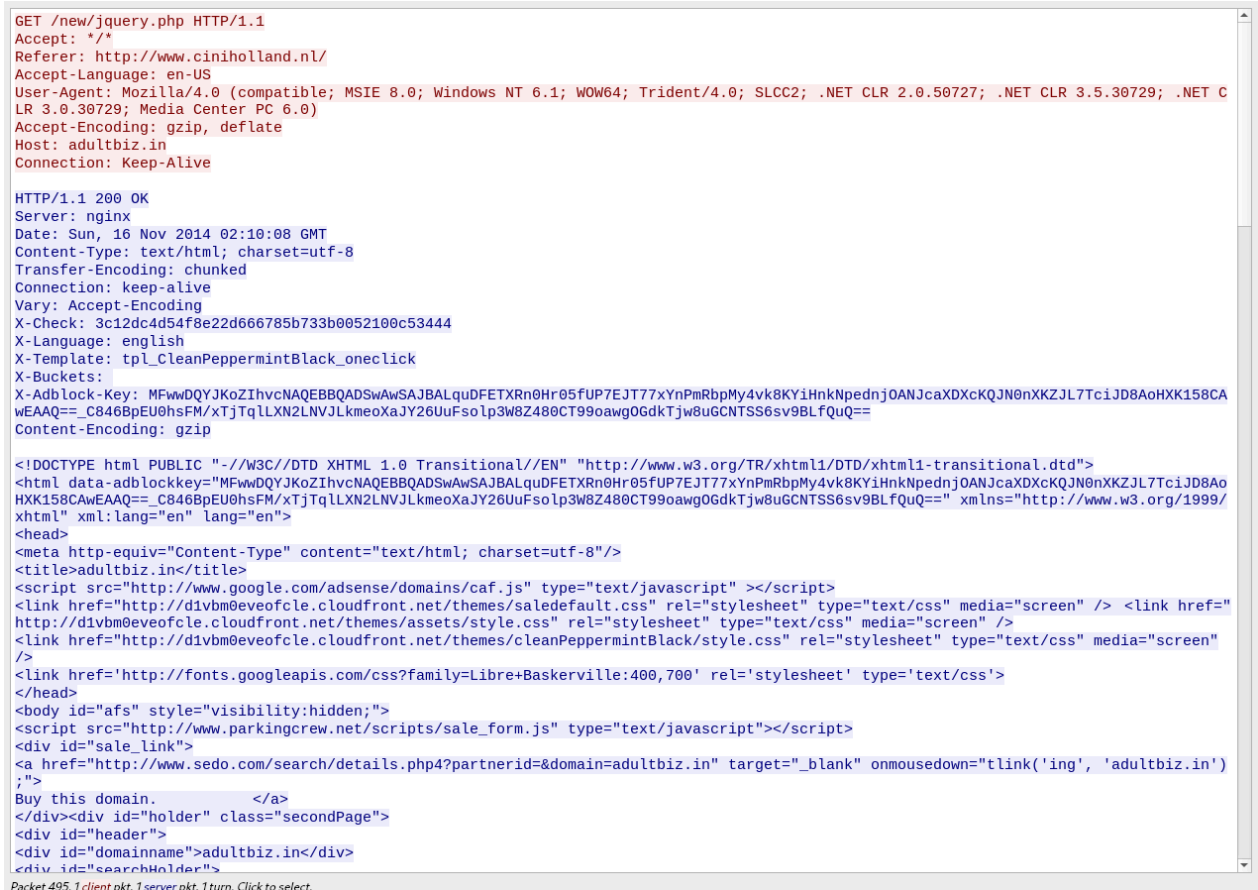 GET /new/jquery.php HTTP/1.1
Accept: */*
Referer: http://www.ciniholland.nl/
Accept-Language: en-US
User-Agent: Mozilla/4.0 (compatible; MSIE 8.0; Windows NT 6.1; WOW64; Trident/4.0; SLCC2; .NET CLR 2.0.50727; .NET CLR 3.5.30729; .NET C
LR 3.0.30729; Media Center PC 6.0)
Accept-Encoding: gzip, deflate
Host: adultbiz.in
Connection: Keep-Alive
HTTP/1.1 200 OK
Server: nginx
Date: Sun, 16 Nov 2014 02:10:08 GMT
Content-Type: text/html; charset=utf-8
Transfer-Encoding: chunked
Connection: keep-alive
Vary: Accept-Encoding
X-Check: 3c12dc4d54f8e22d666785b733b0052100c53444
X-Language: english
X-Template: tpl_CleanPeppermintBlack_oneclick
X-Buckets:
X-Adblock-Key: MFwwDQYJKoZIhvcNAQEBBQADSwAwSAJBALquDFETXRn0Hr05fUP7EJT77xYnPmRbpMy4vk8KYiHnkNpednjOANJcaXDXcKQJN0nXKZJL7TciJD8AoHXK158CA
wEAAQ==_C846BpEU0hsFM/xTjTqlLXN2LNVJLkmeoXaJY26UuFsolp3W8Z480CT99oawgOGdkTjw8uGCNTSS6sv9BLfQuQ==
Content-Encoding: gzip
<!DOCTYPE html PUBLIC "-//W3C//DTD XHTML 1.0 Transitional//EN" "http://www.w3.org/TR/xhtml1/DTD/xhtml1-transitional.dtd">
<html data-adblockkey="MFwwDQYJKoZIhvcNAQEBBQADSwAwSAJBALquDFETXRn0Hr05fUP7EJT77xYnPmRbpMy4vk8KYiHnkNpednjOANJcaXDXcKQJN0nXKZJL7TciJD8Ao
HXK158CAwEAAQ==_C846BpEU0hsFM/xTjTqlLXN2LNVJLkmeoXaJY26UuFsolp3W8Z480CT99oawgOGdkTjw8uGCNTSS6sv9BLfQuQ==" xmlns="http://www.w3.org/1999/
xhtml" xml:lang="en" lang="en">
<head>
<meta http-equiv="Content-Type" content="text/html; charset=utf-8"/>
<title>adultbiz.in</title>
<script src="http://www.google.com/adsense/domains/caf.js" type="text/javascript" ></script>
<link href="http://d1vbm0eveofcle.cloudfront.net/themes/saledefault.css" rel="stylesheet" type="text/css" media="screen" /> <link href="
http://d1vbm0eveofcle.cloudfront.net/themes/assets/style.css" rel="stylesheet" type="text/css" media="screen" />
<link href="http://d1vbm0eveofcle.cloudfront.net/themes/cleanPeppermintBlack/style.css" rel="stylesheet" type="text/css" media="screen"
/>
<link href='http://fonts.googleapis.com/css?family=Libre+Baskerville:400,700' rel='stylesheet' type='text/css'>
</head>
<body id="afs" style="visibility:hidden;">
<script src="http://www.parkingcrew.net/scripts/sale_form.js" type="text/javascript"></script>
<div id="sale_link">
<a href="http://www.sedo.com/search/details.php4?partnerid=&domain=adultbiz.in" target="_blank" onmousedown="tlink('ing', 'adultbiz.in')
;">
Buy this domain.           </a>
</div><div id="holder" class="secondPage">
<div id="header">
<div id="domainname">adultbiz.in</div>
<div id="searchHolder">
Packet 495. 1 client pkt, 1 server pkt, 1 turn. Click to select.